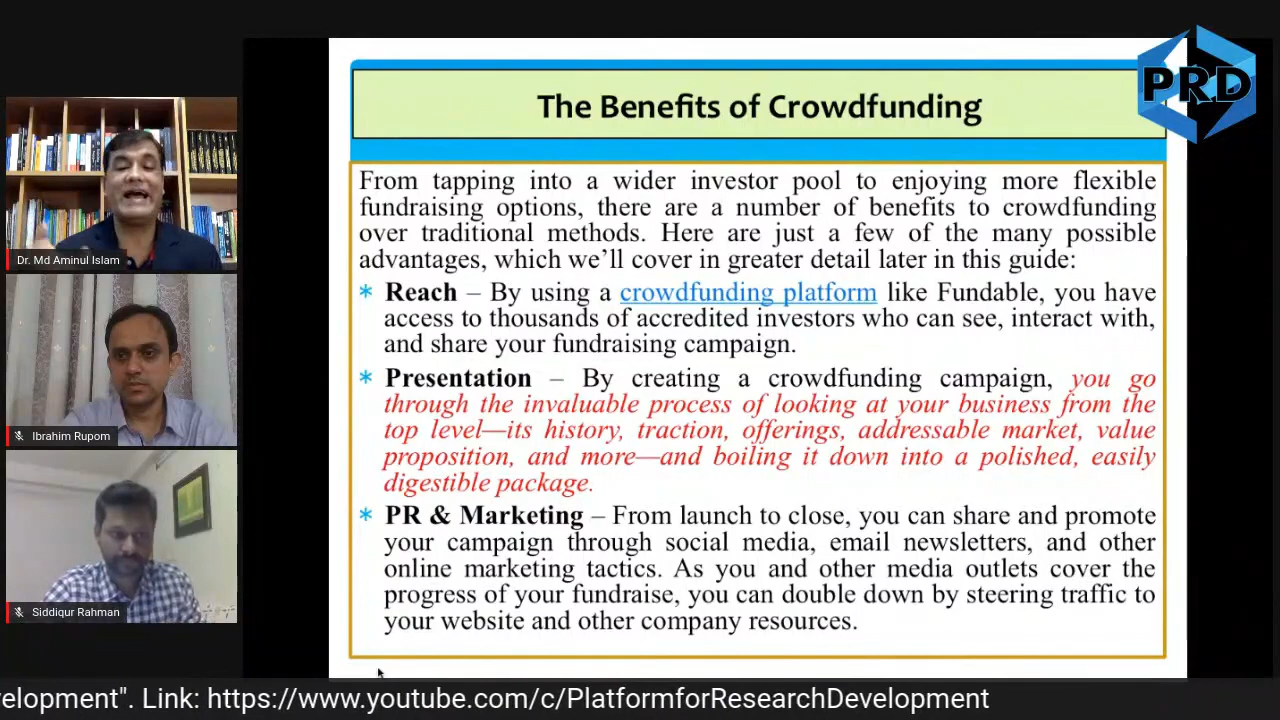 PRD
The Benefits of Crowdfunding
From tapping into a wider investor pool to enjoying more flexible
fundraising options, there are a number of benefits to crowdfunding
over traditional methods. Here are just a few of the many possible
advantages, which we’ll cover in greater detail later in this guide:
* Reach – By using a crowdfunding platform like Fundable, you have
access to thousands of accredited investors who can see, interact with,
and share your fundraising campaign.
* Presentation – By creating a crowdfunding campaign, you go
through the invaluable process of looking at your business from the
top level—its history, traction, offerings, addressable market, value
proposition, and more—and boiling it down into a polished, easily
digestible package.
* PR & Marketing – From launch to close, you can share and promote
your campaign through social media, email newsletters, and other
online marketing tactics. As you and other media outlets cover the
progress of your fundraise, you can double down by steering traffic to
your website and other company resources.
Dr. Md Aminul Islam
Ibrahim Rupom
Siddiqur Rahman
velopment". Link: https://www.youtube.com/c/PlatformforResearchDevelopment